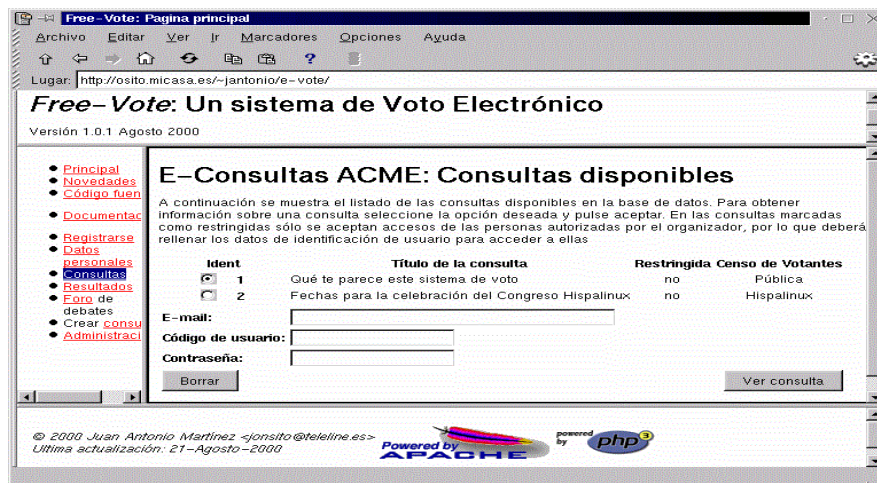 Free-Vote: Pagina principal
Archivo Editar Ver Ir Marcadores Opciones Ayuda
Lugar: http://osito.micasa.es/~jantonio/e-vote/
Free-Vote: Un sistema de Voto Electrónico
Versión 1.0.1 Agosto 2000
Principal
Novedades
Código fuen
Documentac
Registrarse
Datos
personales
Consultas
Resultados
Foro de
debates
Crear consu
Administraci
E-Consultas ACME: Consultas disponibles
A continuación se muestra el listado de las consultas disponibles en la base de datos. Para obtener
información sobre una consulta seleccione la opción deseada y pulse aceptar. En las consultas marcadas
como restringidas sólo se aceptan accesos de las personas autorizadas por el organizador, por lo que deberá
rellenar los datos de identificación de usuario para acceder a ellas
Ident Título de la consulta Restringida Censo de Votantes
1 Qué te parece este sistema de voto no Pública
2 Fechas para la celebración del Congreso Hispalinux no Hispalinux
E-mail:
Código de usuario:
Contraseña:
Borrar Ver consulta
© 2000 Juan Antonio Martínez <jonsito@teleline.es>
Ultima actualización: 21-Agosto-2000
Powered by
APACHE
powered
by php3